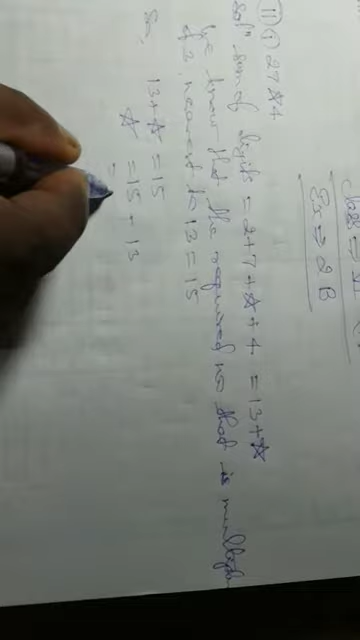 Ex ⇒ 2B
11) (i) 27☆4
Solⁿ sum of digits = 2+7+☆+4 = 13+☆
We know that the required no that is multiple
of 3 nearest to 13 = 15
So, 13+☆ = 15
☆ = 15 - 13
=